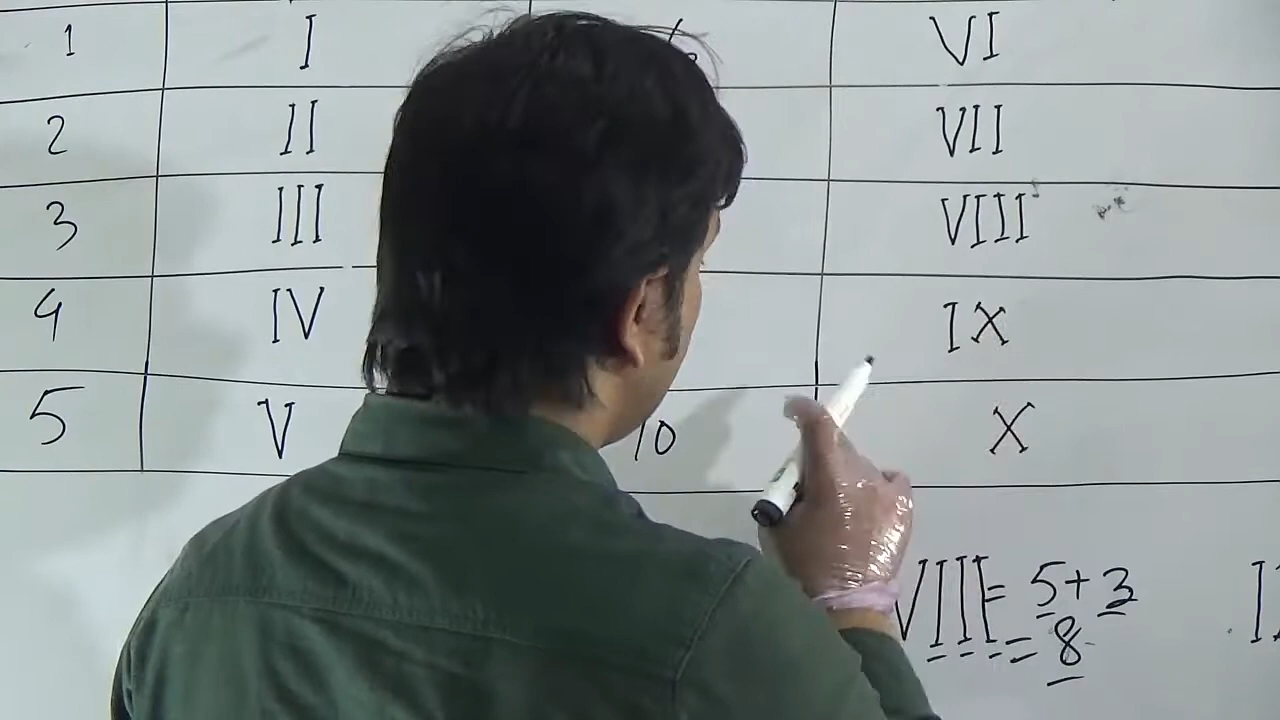 1 I VI
2 II VII
3 III VIII
4 IV IX
5 V 10 X
VIII = 5+3
= 8